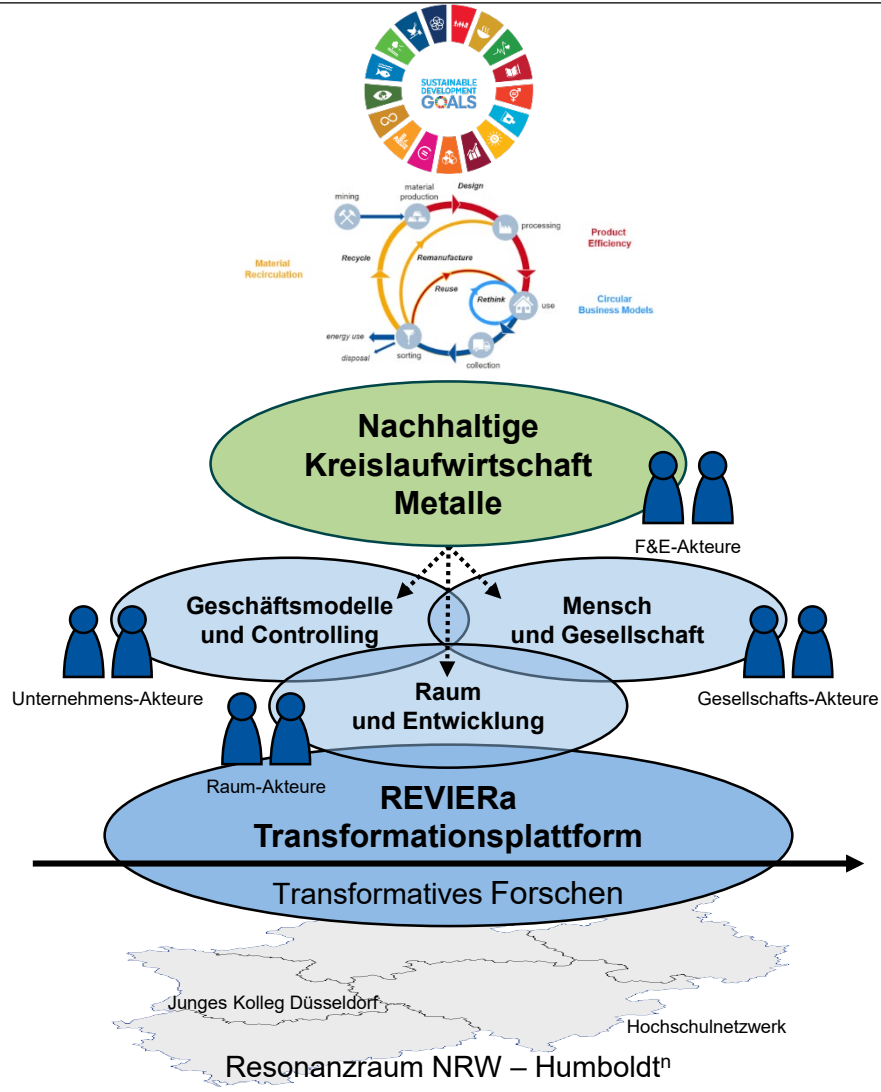 SUSTAINABLE
DEVELOPMENT
GOALS
mining
material
production
Design
processing
Product
Efficiency
Material
Recirculation
Recycle
Remanufacture
Reuse
Rethink
use
Circular
Business Models
energy use
disposal
sorting
collection
Nachhaltige
Kreislaufwirtschaft
Metalle
F&E-Akteure
Geschäftsmodelle
und Controlling
Mensch
und Gesellschaft
Unternehmens-Akteure
Gesellschafts-Akteure
Raum
und Entwicklung
Raum-Akteure
REVIERa
Transformationsplattform
Transformatives Forschen
Junges Kolleg Düsseldorf
Hochschulnetzwerk
Resonanzraum NRW – Humboldtⁿ